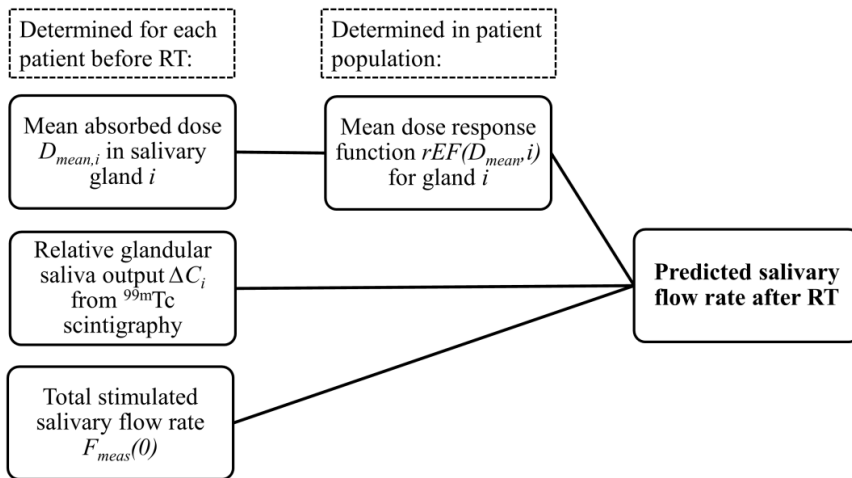 Determined for each
patient before RT:
Determined in patient
population:
Mean absorbed dose
D_mean,i in salivary
gland i
Mean dose response
function rEF(D_mean,i)
for gland i
Relative glandular
saliva output ΔC_i
from ⁹⁹ᵐTc
scintigraphy
Predicted salivary
flow rate after RT
Total stimulated
salivary flow rate
F_meas(0)